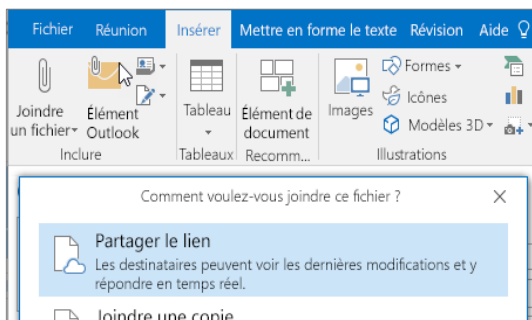 Fichier Réunion Insérer Mettre en forme le texte Révision Aide
Joindre un fichier
Élément Outlook
Tableau
Élément de document
Images
Formes
Icônes
Modèles 3D
Inclure Tableaux Recomm... Illustrations
Comment voulez-vous joindre ce fichier ?
Partager le lien
Les destinataires peuvent voir les dernières modifications et y
répondre en temps réel.
Joindre une copie